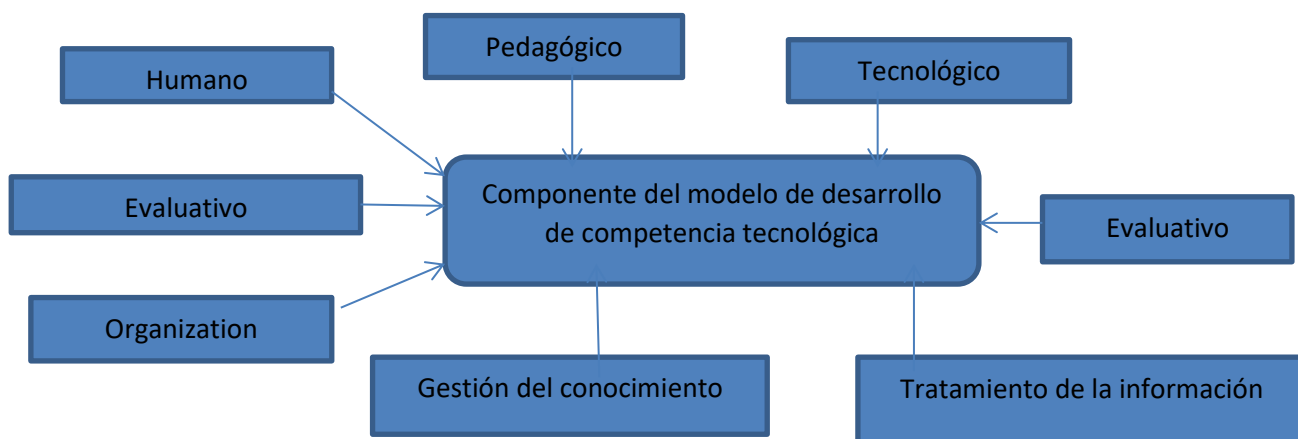 Pedagógico
Humano
Tecnológico
Componente del modelo de desarrollo
de competencia tecnológica
Evaluativo
Evaluativo
Organization
Gestión del conocimiento
Tratamiento de la información